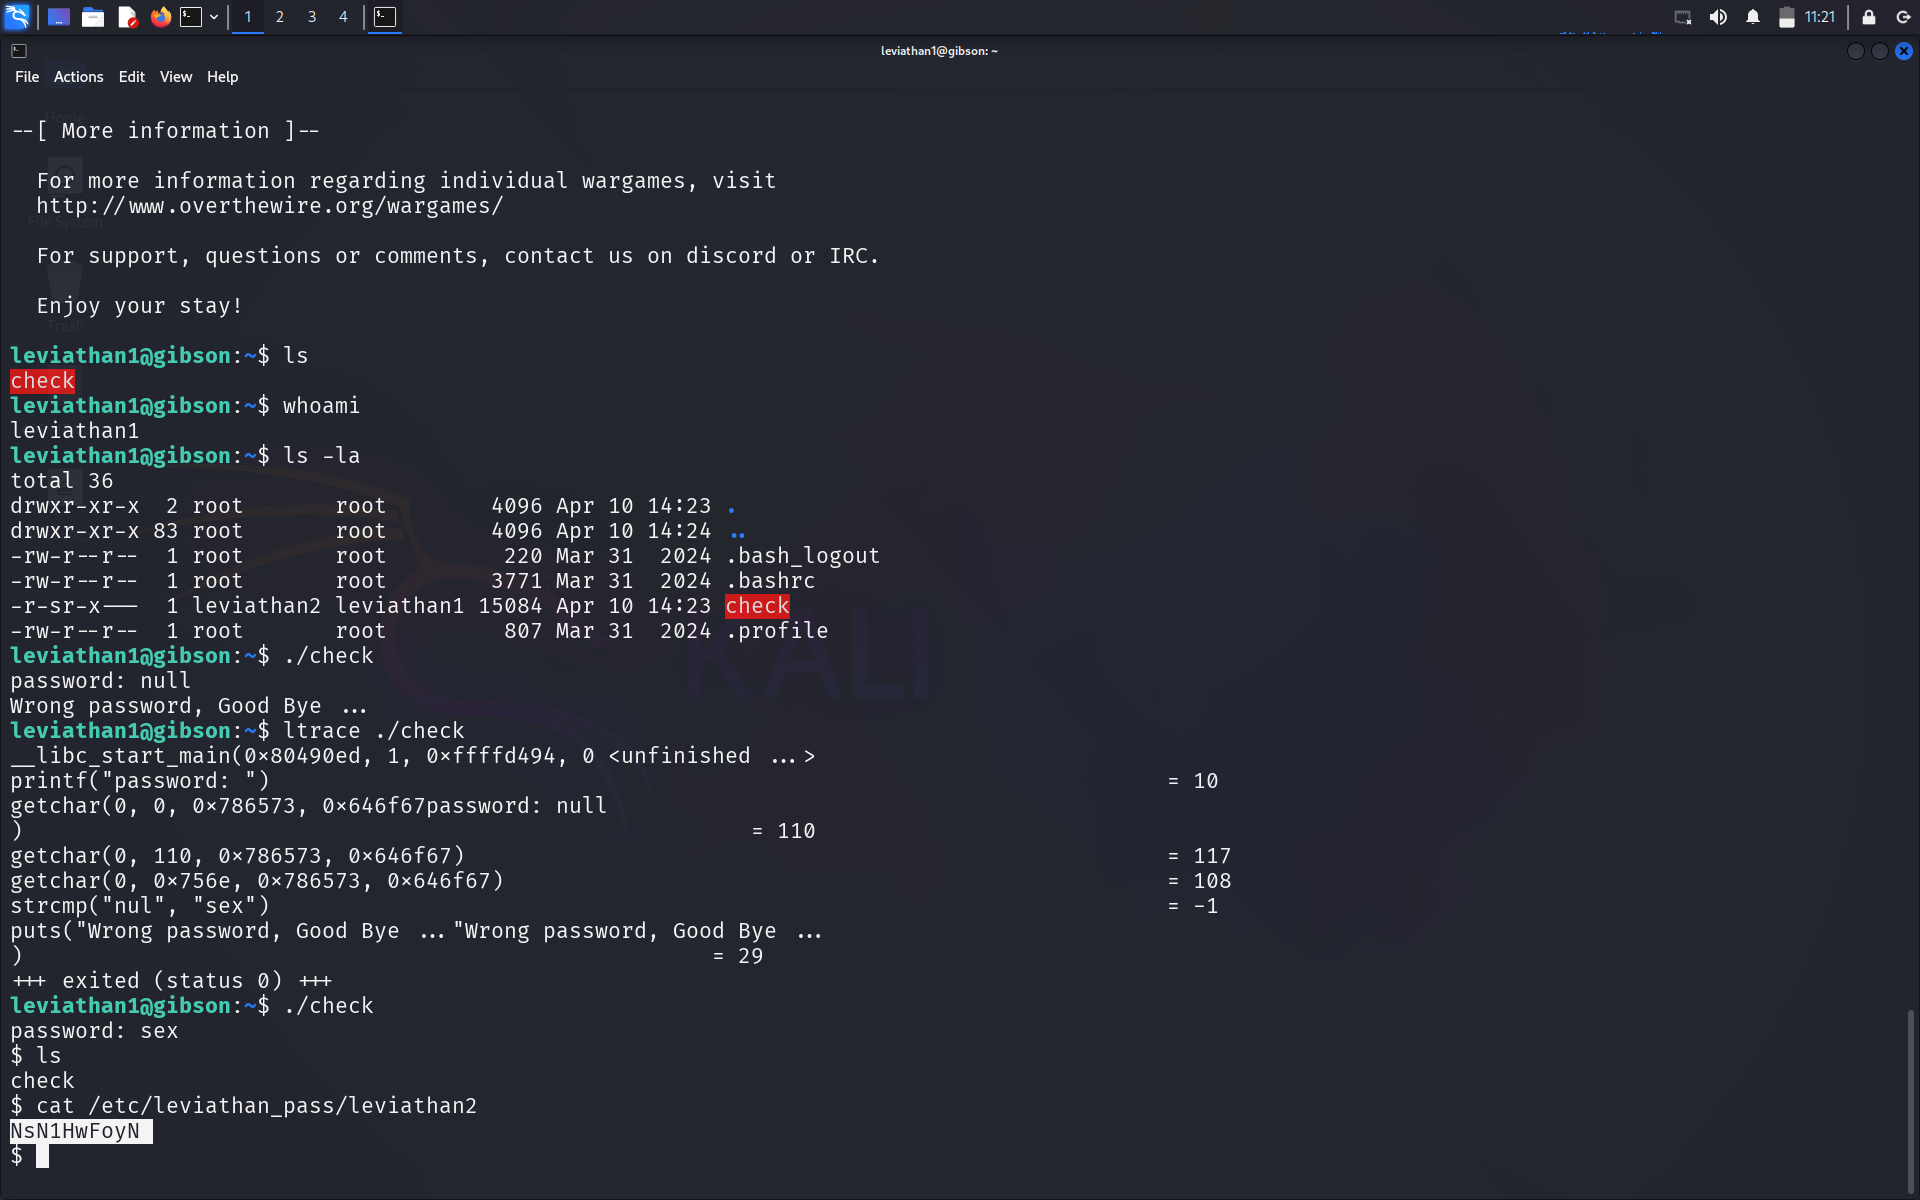 1 2 3 4 11:21
leviathan1@gibson: ~
File Actions Edit View Help
--[ More information ]--
For more information regarding individual wargames, visit
http://www.overthewire.org/wargames/
File System
For support, questions or comments, contact us on discord or IRC.
Enjoy your stay!
Trash
leviathan1@gibson:~$ ls
check
leviathan1@gibson:~$ whoami
leviathan1
leviathan1@gibson:~$ ls -la
total 36
drwxr-xr-x 2 root root 4096 Apr 10 14:23 .
drwxr-xr-x 83 root root 4096 Apr 10 14:24 ..
-rw-r--r-- 1 root root 220 Mar 31 2024 .bash_logout
-rw-r--r-- 1 root root 3771 Mar 31 2024 .bashrc
-r-sr-x--- 1 leviathan2 leviathan1 15084 Apr 10 14:23 check
-rw-r--r-- 1 root root 807 Mar 31 2024 .profile
leviathan1@gibson:~$ ./check
KALI
password: null
Wrong password, Good Bye ...
leviathan1@gibson:~$ ltrace ./check
__libc_start_main(0×80490ed, 1, 0×ffffd494, 0 <unfinished ...>
printf("password: ") = 10
getchar(0, 0, 0×786573, 0×646f67password: null
) = 110
getchar(0, 110, 0×786573, 0×646f67) = 117
getchar(0, 0×756e, 0×786573, 0×646f67) = 108
strcmp("nul", "sex") = -1
puts("Wrong password, Good Bye ..."Wrong password, Good Bye ...
) = 29
+++ exited (status 0) +++
leviathan1@gibson:~$ ./check
password: sex
$ ls
check
$ cat /etc/leviathan_pass/leviathan2
NsN1HwFoyN
$